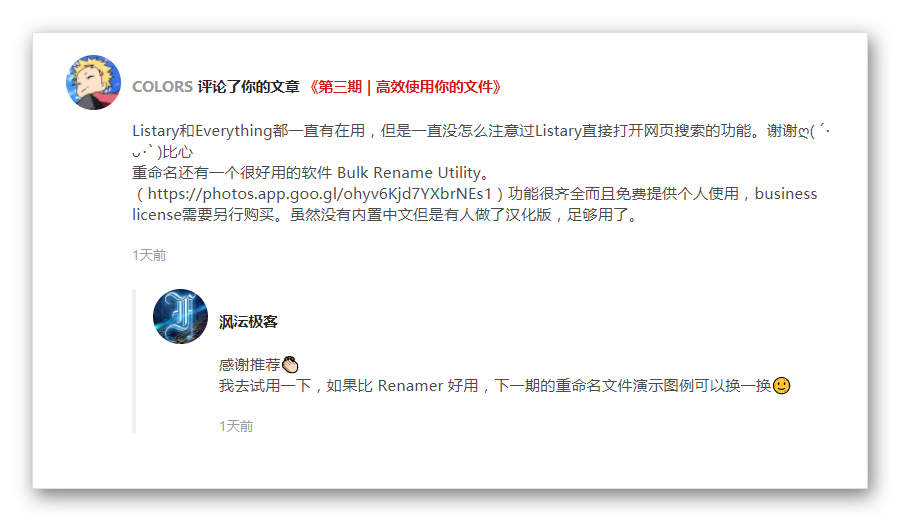 COLORS 评论了你的文章 《第三期 | 高效使用你的文件》
Listary和Everything都一直有在用，但是一直没怎么注意过Listary直接打开网页搜索的功能。谢谢ღ( ´･
ᴗ･` )比心
重命名还有一个很好用的软件 Bulk Rename Utility。
（https://photos.app.goo.gl/ohyv6Kjd7YXbrNEs1）功能很齐全而且免费提供个人使用，business
license需要另行购买。虽然没有内置中文但是有人做了汉化版，足够用了。
1天前
沨沄极客
感谢推荐👏
我去试用一下，如果比 Renamer 好用，下一期的重命名文件演示图例可以换一换🙂
1天前